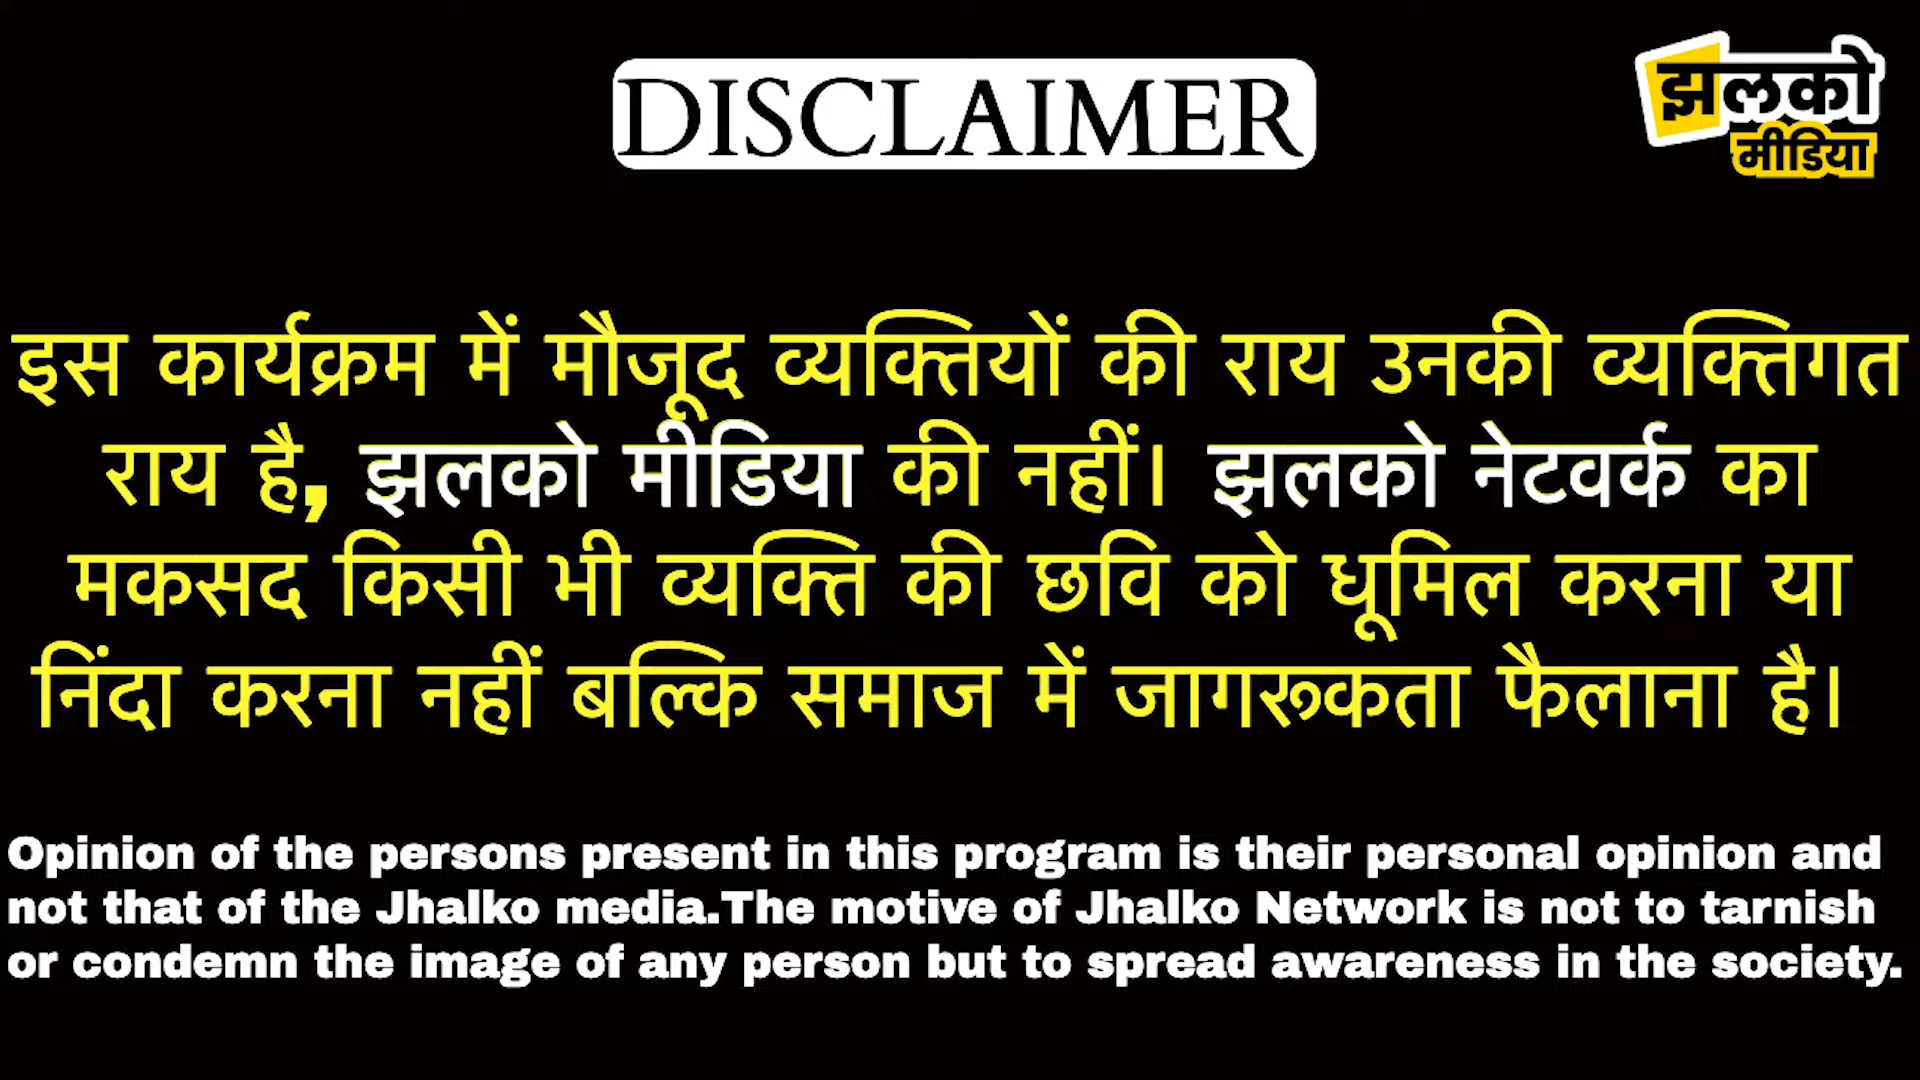 DISCLAIMER
झलको
मीडिया
इस कार्यक्रम में मौजूद व्यक्तियों की राय उनकी व्यक्तिगत
राय है, झलको मीडिया की नहीं। झलको नेटवर्क का
मकसद किसी भी व्यक्ति की छवि को धूमिल करना या
निंदा करना नहीं बल्कि समाज में जागरूकता फैलाना है।
Opinion of the persons present in this program is their personal opinion and
not that of the Jhalko media.The motive of Jhalko Network is not to tarnish
or condemn the image of any person but to spread awareness in the society.